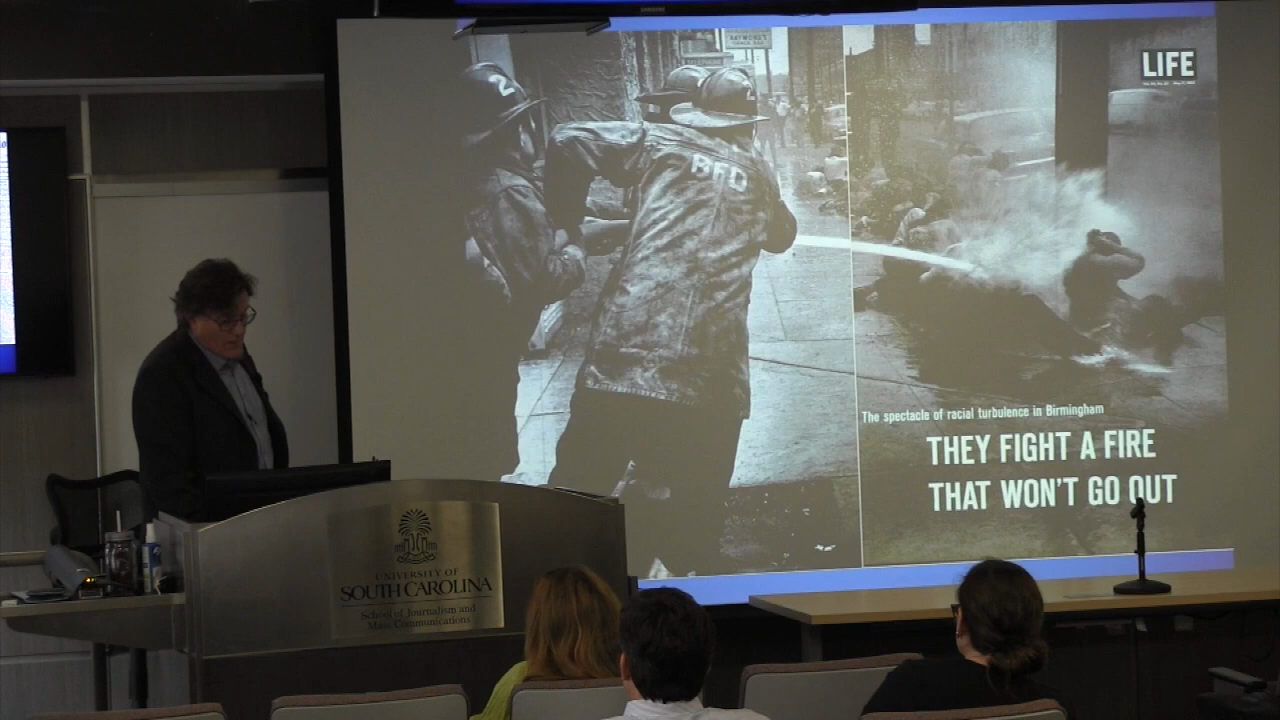 2
BFD
LIFE
The spectacle of racial turbulence in Birmingham
THEY FIGHT A FIRE
THAT WON'T GO OUT
UNIVERSITY OF
SOUTH CAROLINA
School of Journalism and
Mass Communications